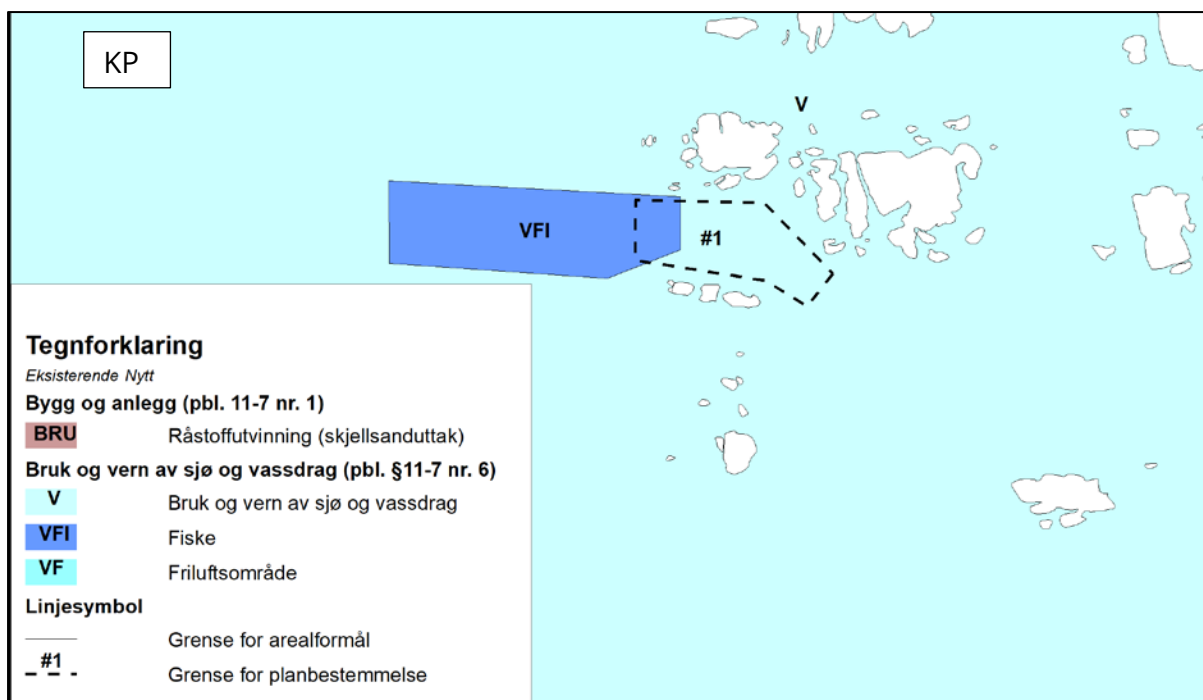 KP
V
VFI
#1
Tegnforklaring
Eksisterende Nytt
Bygg og anlegg (pbl. 11-7 nr. 1)
BRU Råstoffutvinning (skjellsanduttak)
Bruk og vern av sjø og vassdrag (pbl. §11-7 nr. 6)
V Bruk og vern av sjø og vassdrag
VFI Fiske
VF Friluftsområde
Linjesymbol
Grense for arealformål
#1 Grense for planbestemmelse